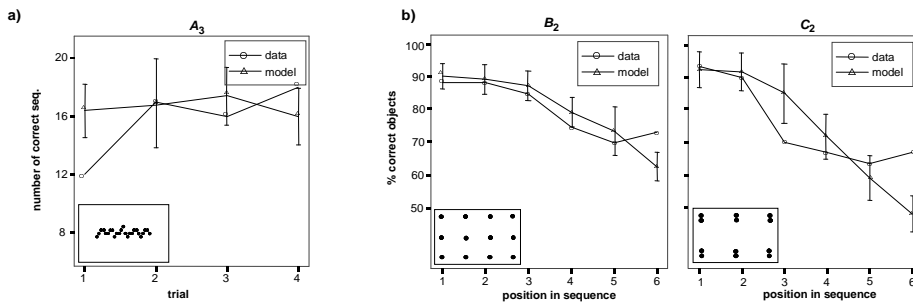 a)
A3
number of correct seq.
20
16
12
8
data
model
1 2 3 4
trial
b)
B2
% correct objects
100
90
80
70
60
50
data
model
1 2 3 4 5 6
position in sequence
C2
data
model
1 2 3 4 5 6
position in sequence